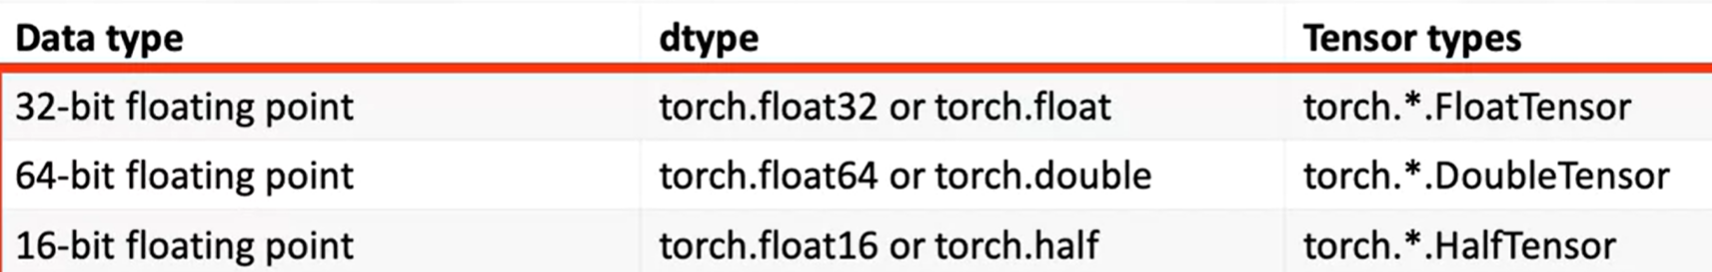 Data type dtype Tensor types
32-bit floating point torch.float32 or torch.float torch.*.FloatTensor
64-bit floating point torch.float64 or torch.double torch.*.DoubleTensor
16-bit floating point torch.float16 or torch.half torch.*.HalfTensor